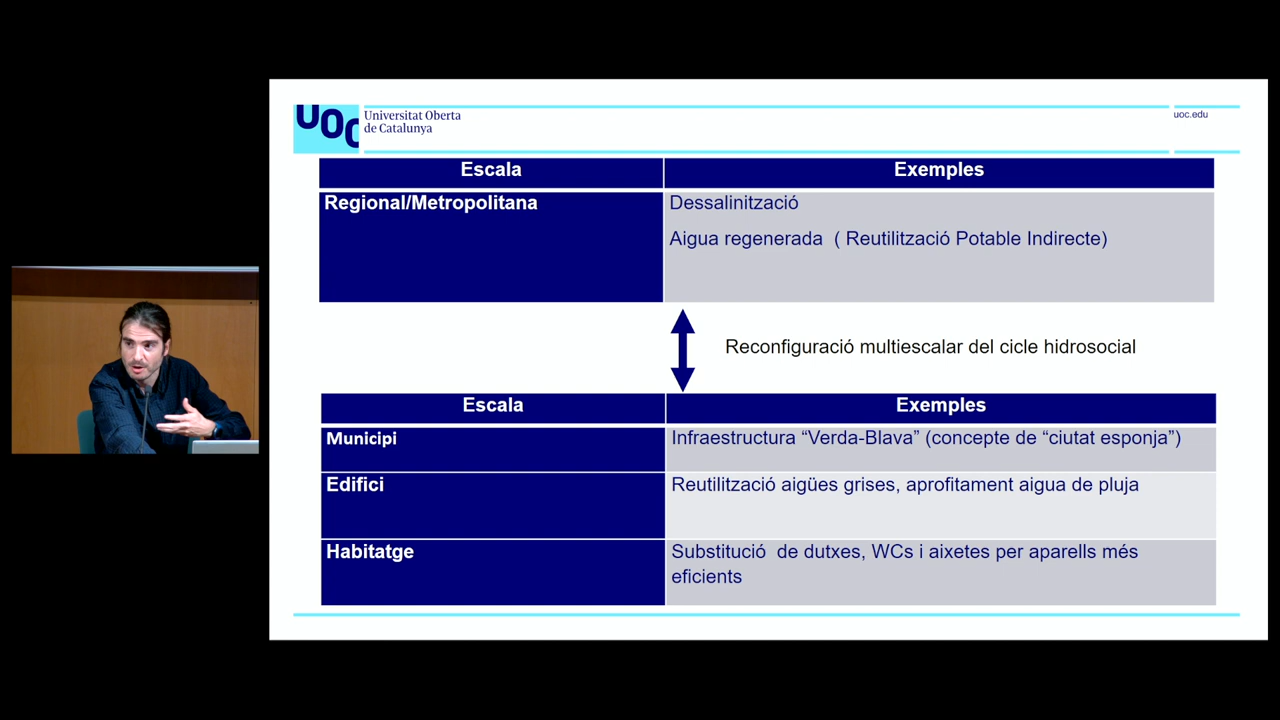 UOC
Universitat Oberta
de Catalunya
uoc.edu
Escala
Exemples
Regional/Metropolitana
Dessalinització
Aigua regenerada ( Reutilització Potable Indirecte)
Reconfiguració multiescalar del cicle hidrosocial
Escala
Exemples
Municipi
Infraestructura “Verda-Blava” (concepte de “ciutat esponja”)
Edifici
Reutilització aigües grises, aprofitament aigua de pluja
Habitatge
Substitució de dutxes, WCs i aixetes per aparells més
eficients